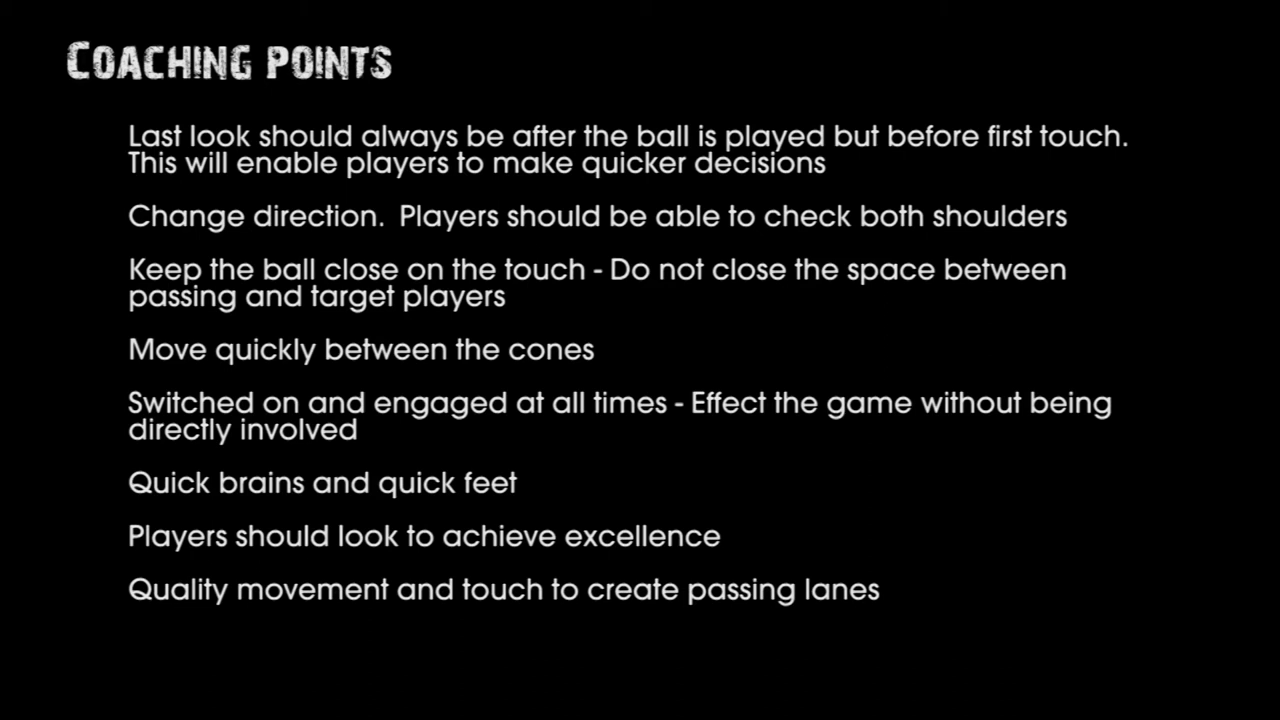 Coaching points
Last look should always be after the ball is played but before first touch.
This will enable players to make quicker decisions
Change direction.  Players should be able to check both shoulders
Keep the ball close on the touch - Do not close the space between
passing and target players
Move quickly between the cones
Switched on and engaged at all times - Effect the game without being
directly involved
Quick brains and quick feet
Players should look to achieve excellence
Quality movement and touch to create passing lanes